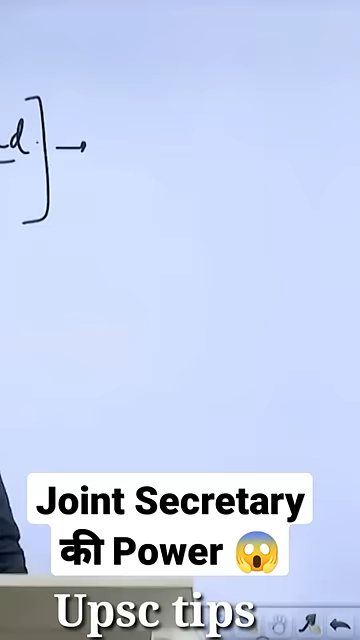 Joint Secretary
की Power 😱
Upsc tips